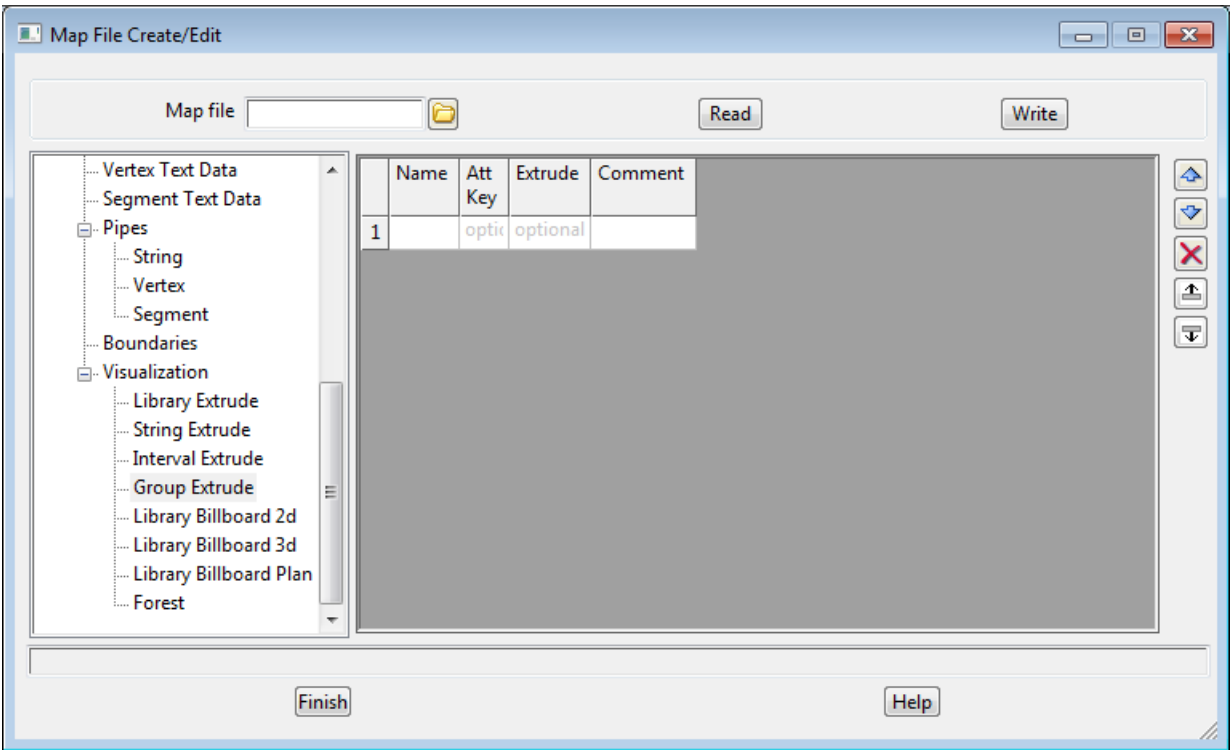 Map File Create/Edit
Map file
Read
Write
Vertex Text Data
Segment Text Data
Pipes
String
Vertex
Segment
Boundaries
Visualization
Library Extrude
String Extrude
Interval Extrude
Group Extrude
Library Billboard 2d
Library Billboard 3d
Library Billboard Plan
Forest
Name Att Key Extrude Comment
1 optic optional
Finish
Help